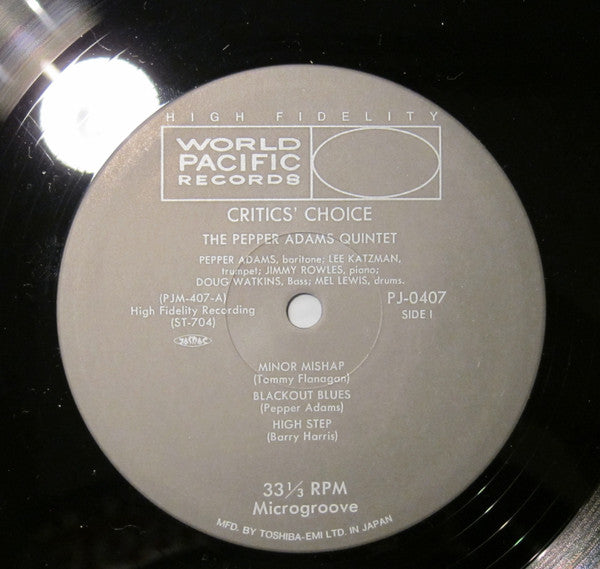 HIGH FIDELITY
WORLD
PACIFIC
RECORDS
CRITICS' CHOICE
THE PEPPER ADAMS QUINTET
PEPPER ADAMS, baritone; LEE KATZMAN,
trumpet; JIMMY ROWLES, piano;
DOUG WATKINS, Bass; MEL LEWIS, drums.
(PJM-407-A)
High Fidelity Recording
(ST-704)
PJ-0407
SIDE 1
MINOR MISHAP
(Tommy Flanagan)
BLACKOUT BLUES
(Pepper Adams)
HIGH STEP
(Barry Harris)
33 1/3 RPM
Microgroove
MFD. BY TOSHIBA-EMI LTD. IN JAPAN